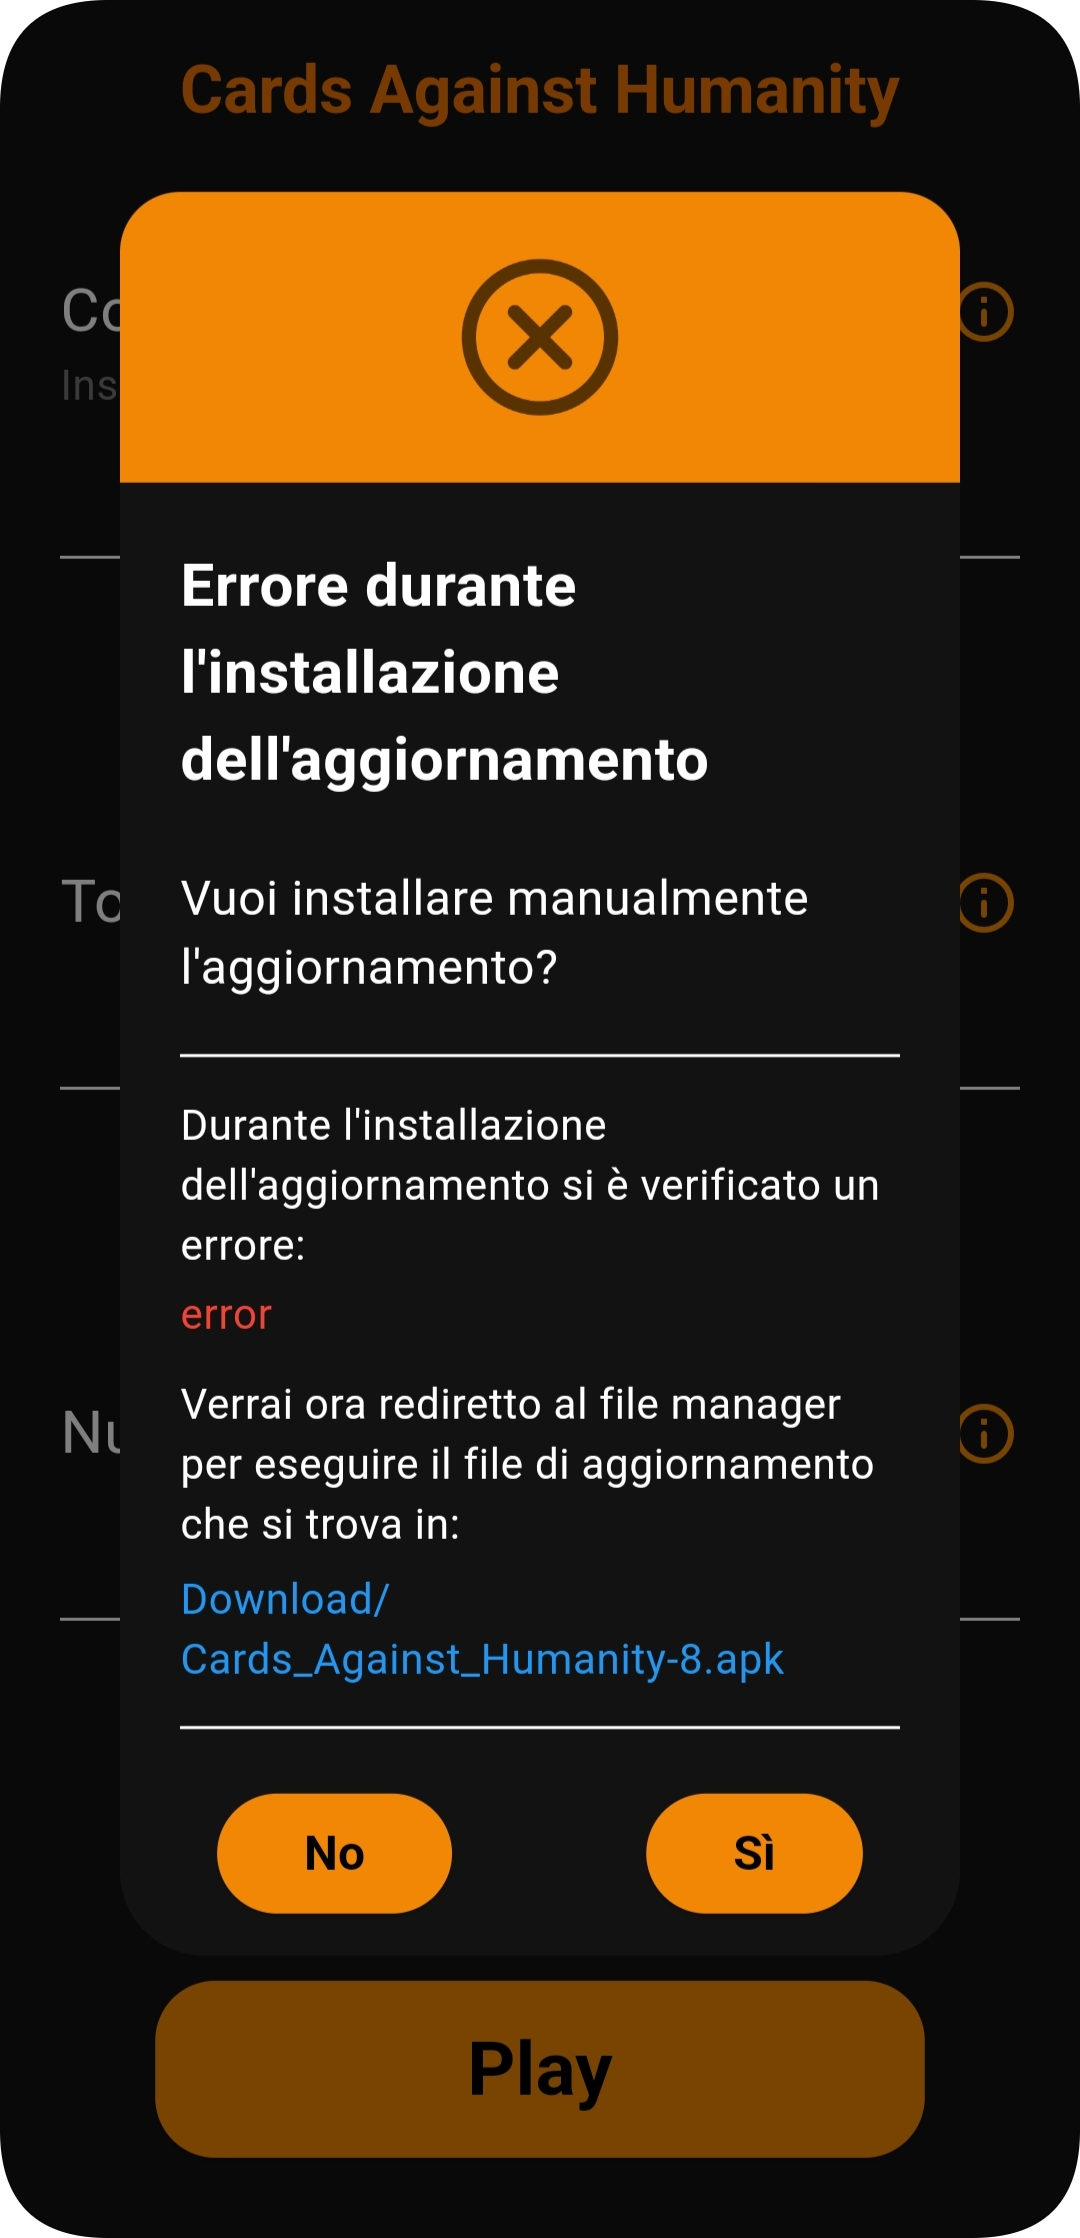 Cards Against Humanity
Co
Ins
Errore durante
l'installazione
dell'aggiornamento
Vuoi installare manualmente
l'aggiornamento?
To
Durante l'installazione
dell'aggiornamento si è verificato un
errore:
error
Verrai ora rediretto al file manager
per eseguire il file di aggiornamento
che si trova in:
Nu
Download/
Cards_Against_Humanity-8.apk
No
Sì
Play